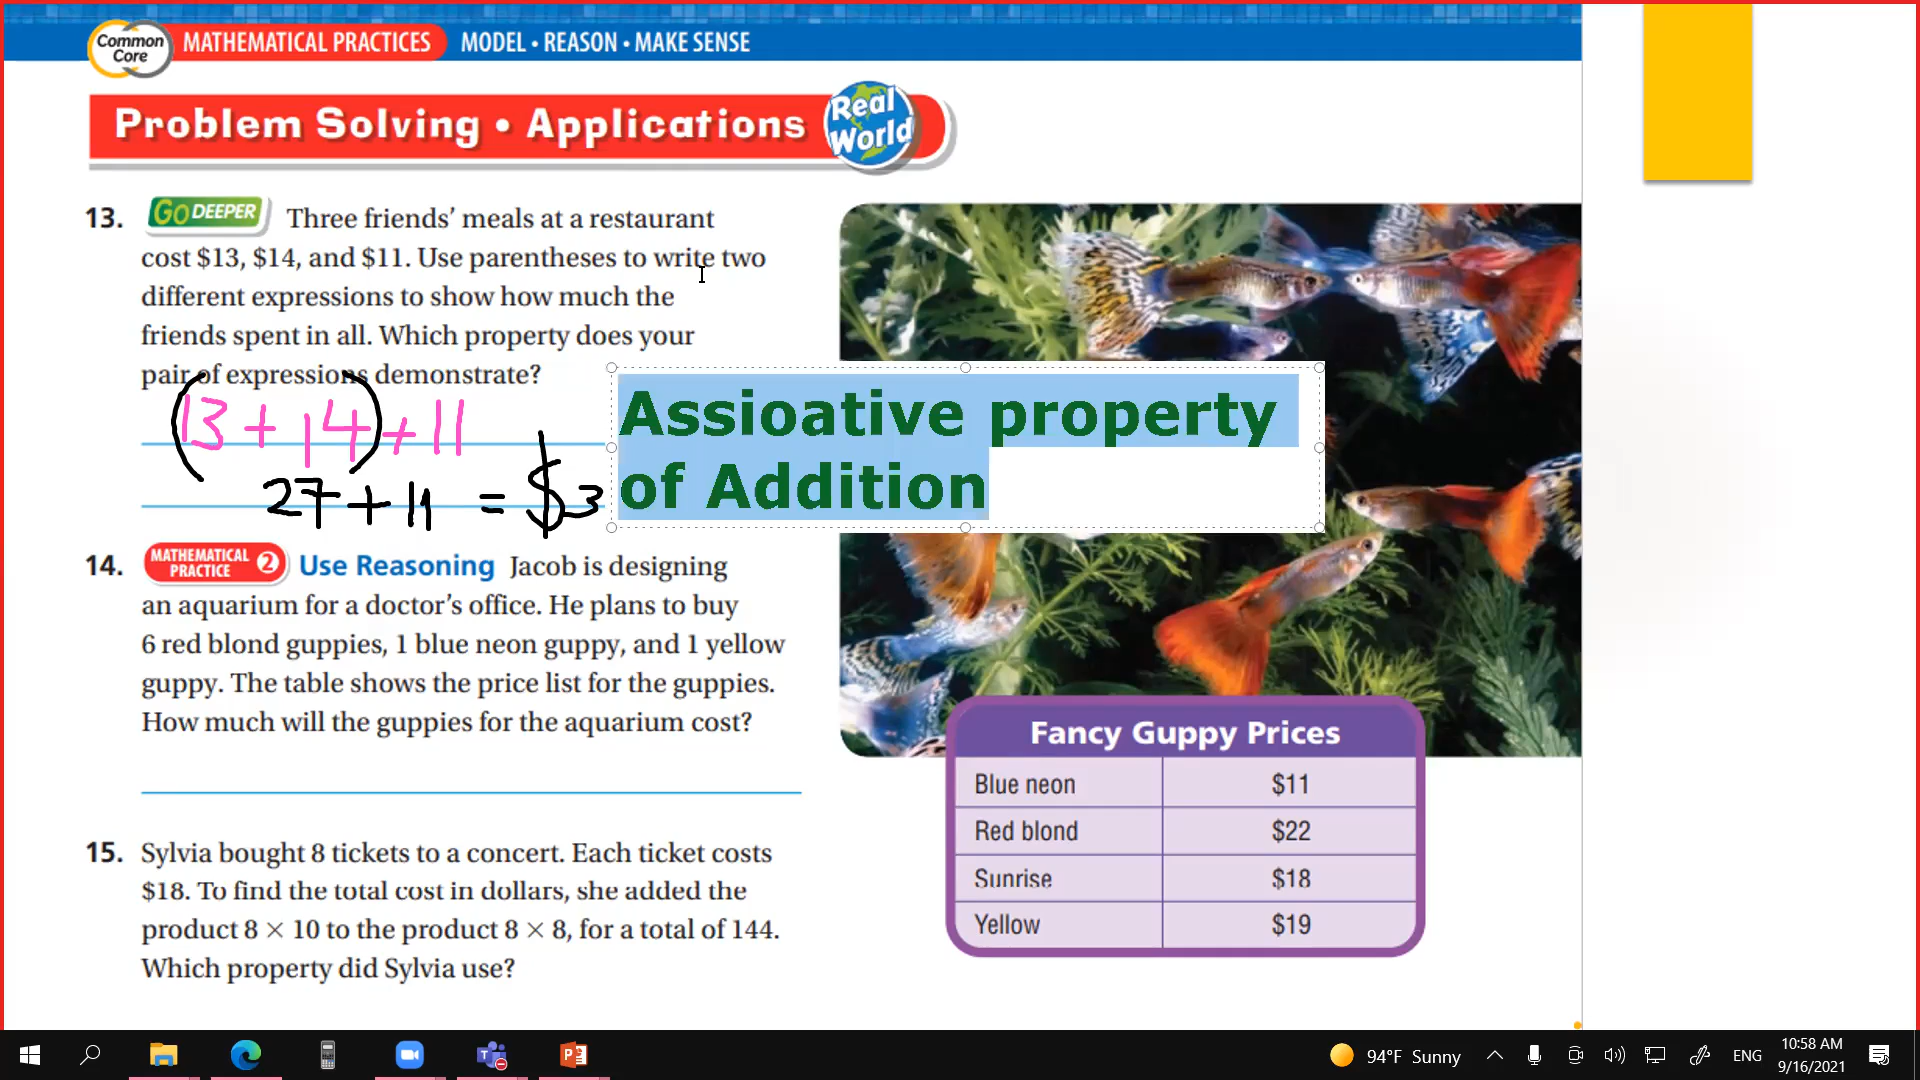 Common Core MATHEMATICAL PRACTICES MODEL • REASON • MAKE SENSE
Problem Solving • Applications Real World
13. GO DEEPER Three friends' meals at a restaurant
cost $13, $14, and $11. Use parentheses to write two
different expressions to show how much the
friends spent in all. Which property does your
pair of expressions demonstrate?
(13 + 14) + 11
27 + 11 = $3
Assioative property
of Addition
14. MATHEMATICAL PRACTICE 2 Use Reasoning Jacob is designing
an aquarium for a doctor's office. He plans to buy
6 red blond guppies, 1 blue neon guppy, and 1 yellow
guppy. The table shows the price list for the guppies.
How much will the guppies for the aquarium cost?
Fancy Guppy Prices
Blue neon $11
Red blond $22
Sunrise $18
Yellow $19
15. Sylvia bought 8 tickets to a concert. Each ticket costs
$18. To find the total cost in dollars, she added the
product 8 × 10 to the product 8 × 8, for a total of 144.
Which property did Sylvia use?
94°F Sunny ENG 10:58 AM
9/16/2021